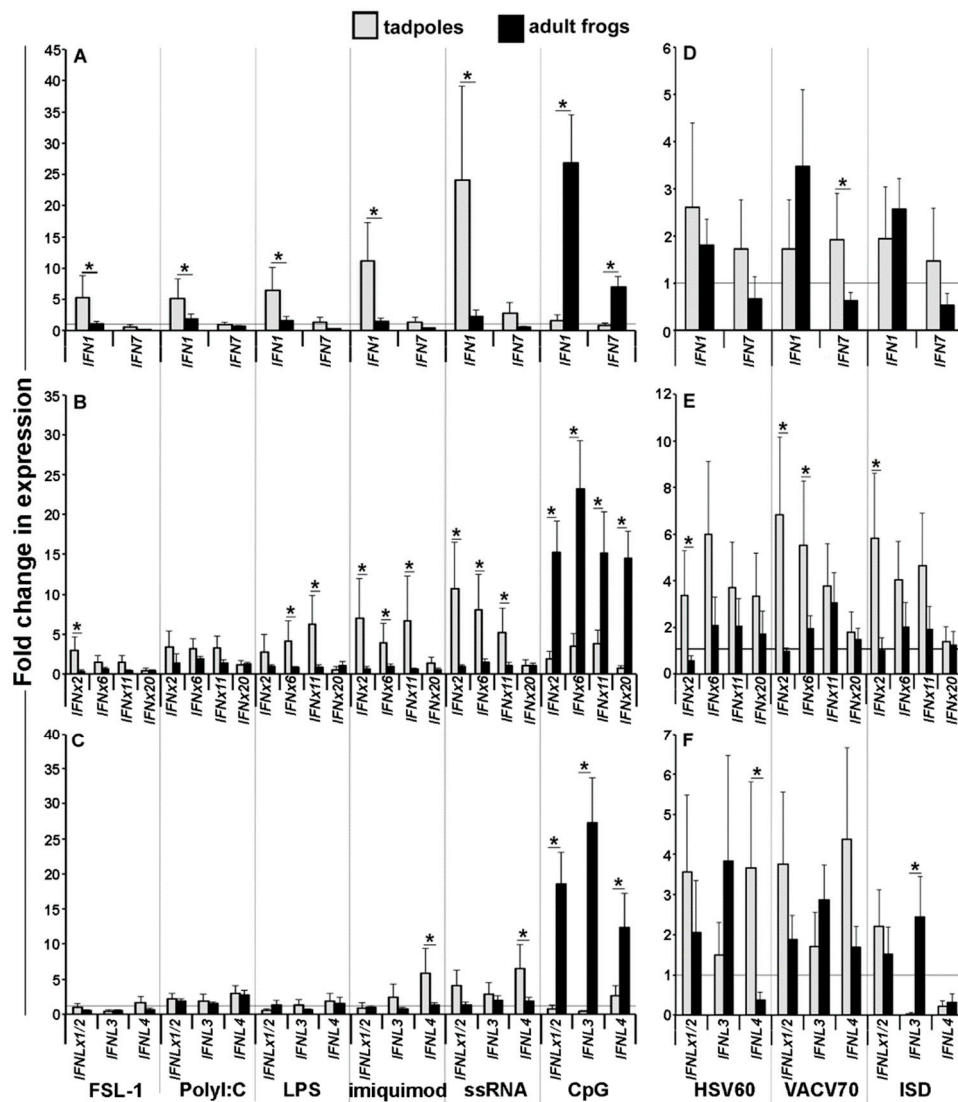 tadpoles adult frogs
Fold change in expression
A
45
40
35
30
25
20
15
10
5
0
* * * * * * *
IFN1 IFN7 IFN1 IFN7 IFN1 IFN7 IFN1 IFN7 IFN1 IFN7 IFN1 IFN7
D
6
5
4
3
2
1
0
*
IFN1 IFN7 IFN1 IFN7 IFN1 IFN7
B
35
30
25
20
15
10
5
0
* * * * * * * * * * * * *
IFNx2 IFNx6 IFNx11 IFNx20 IFNx2 IFNx6 IFNx11 IFNx20 IFNx2 IFNx6 IFNx11 IFNx20 IFNx2 IFNx6 IFNx11 IFNx20 IFNx2 IFNx6 IFNx11 IFNx20 IFNx2 IFNx6 IFNx11 IFNx20
E
12
10
8
6
4
2
0
* * * *
IFNx2 IFNx6 IFNx11 IFNx20 IFNx2 IFNx6 IFNx11 IFNx20 IFNx2 IFNx6 IFNx11 IFNx20
C
40
35
30
25
20
15
10
5
0
* * * * *
IFNLx1/2 IFNL3 IFNL4 IFNLx1/2 IFNL3 IFNL4 IFNLx1/2 IFNL3 IFNL4 IFNLx1/2 IFNL3 IFNL4 IFNLx1/2 IFNL3 IFNL4 IFNLx1/2 IFNL3 IFNL4
F
7
6
5
4
3
2
1
0
* *
IFNLx1/2 IFNL3 IFNL4 IFNLx1/2 IFNL3 IFNL4 IFNLx1/2 IFNL3 IFNL4
FSL-1 PolyI:C LPS imiquimod ssRNA CpG HSV60 VACV70 ISD